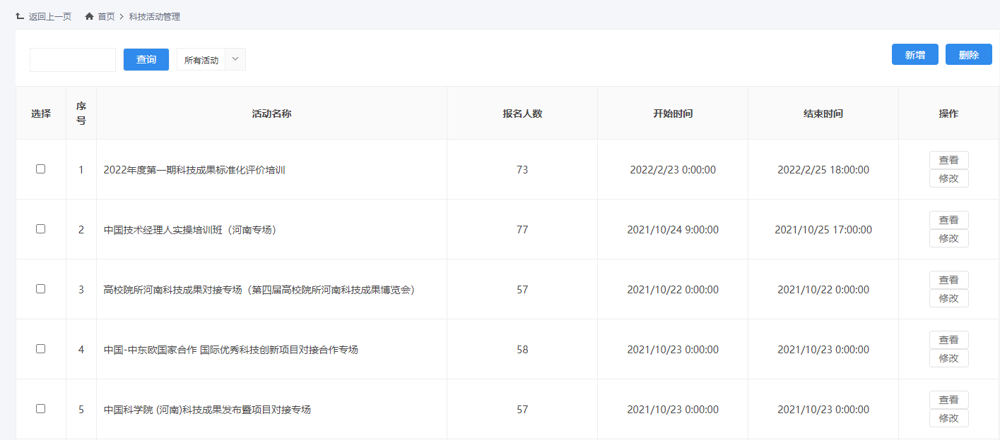 返回上一页 首页 > 科技活动管理
查询 所有活动 新增 删除
选择 序号 活动名称 报名人数 开始时间 结束时间 操作
1 2022年度第一期科技成果标准化评价培训 73 2022/2/23 0:00:00 2022/2/25 18:00:00 查看
修改
2 中国技术经理人实操培训班（河南专场） 77 2021/10/24 9:00:00 2021/10/25 17:00:00 查看
修改
3 高校院所河南科技成果对接专场（第四届高校院所河南科技成果博览会） 57 2021/10/22 0:00:00 2021/10/22 0:00:00 查看
修改
4 中国-中东欧国家合作 国际优秀科技创新项目对接合作专场 58 2021/10/23 0:00:00 2021/10/23 0:00:00 查看
修改
5 中国科学院 (河南)科技成果发布暨项目对接专场 57 2021/10/23 0:00:00 2021/10/23 0:00:00 查看
修改